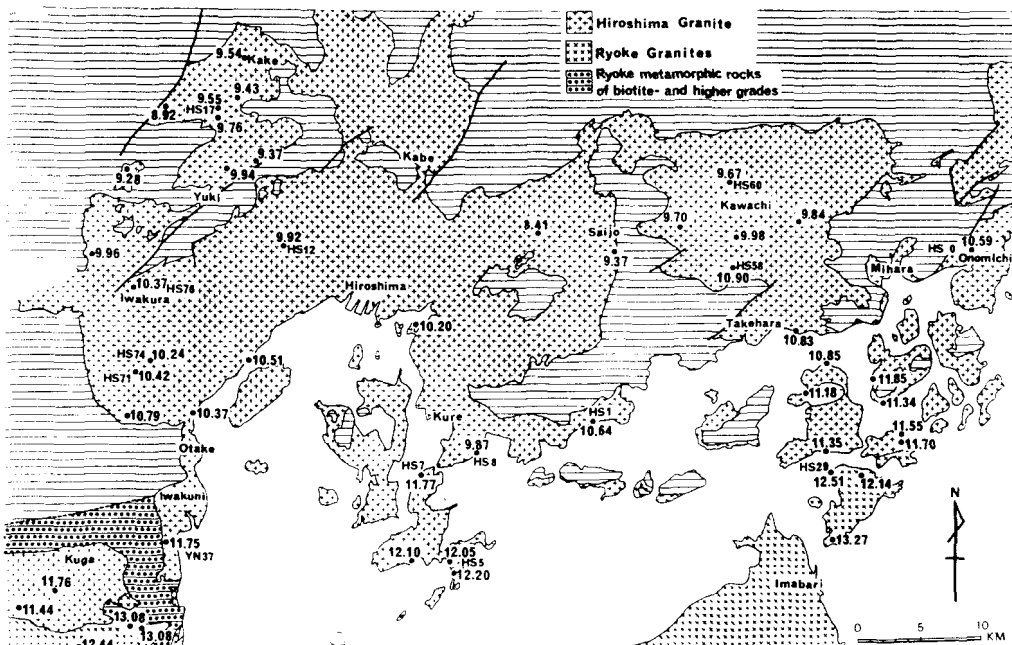 Hiroshima Granite
Ryoke Granites
Ryoke metamorphic rocks
of biotite- and higher grades
9.54
Kake
9.43
9.55
HS17
8.92
9.76
9.37
9.94
9.28
Yuki
Kabe
9.67
HS60
Kawachi
9.84
9.70
9.98
8.41
Saijo
9.37
9.92
HS12
9.96
10.37
HS76
Iwakura
Hiroshima
HS58
10.90
Mihara
10.59
Onomichi
10.20
Takehara
10.83
HS74
10.24
HS71
10.42
10.51
10.85
11.85
11.18
11.34
10.79
10.37
Otake
Kure
HS1
10.64
11.55
11.70
11.35
9.87
HS8
HS7
11.77
HS29
12.51
12.14
Iwakuni
11.75
YN37
13.27
N
Kuga
11.76
11.44
12.10
12.05
HS5
12.20
Imabari
13.08
13.08
12.44
0 5 10
KM